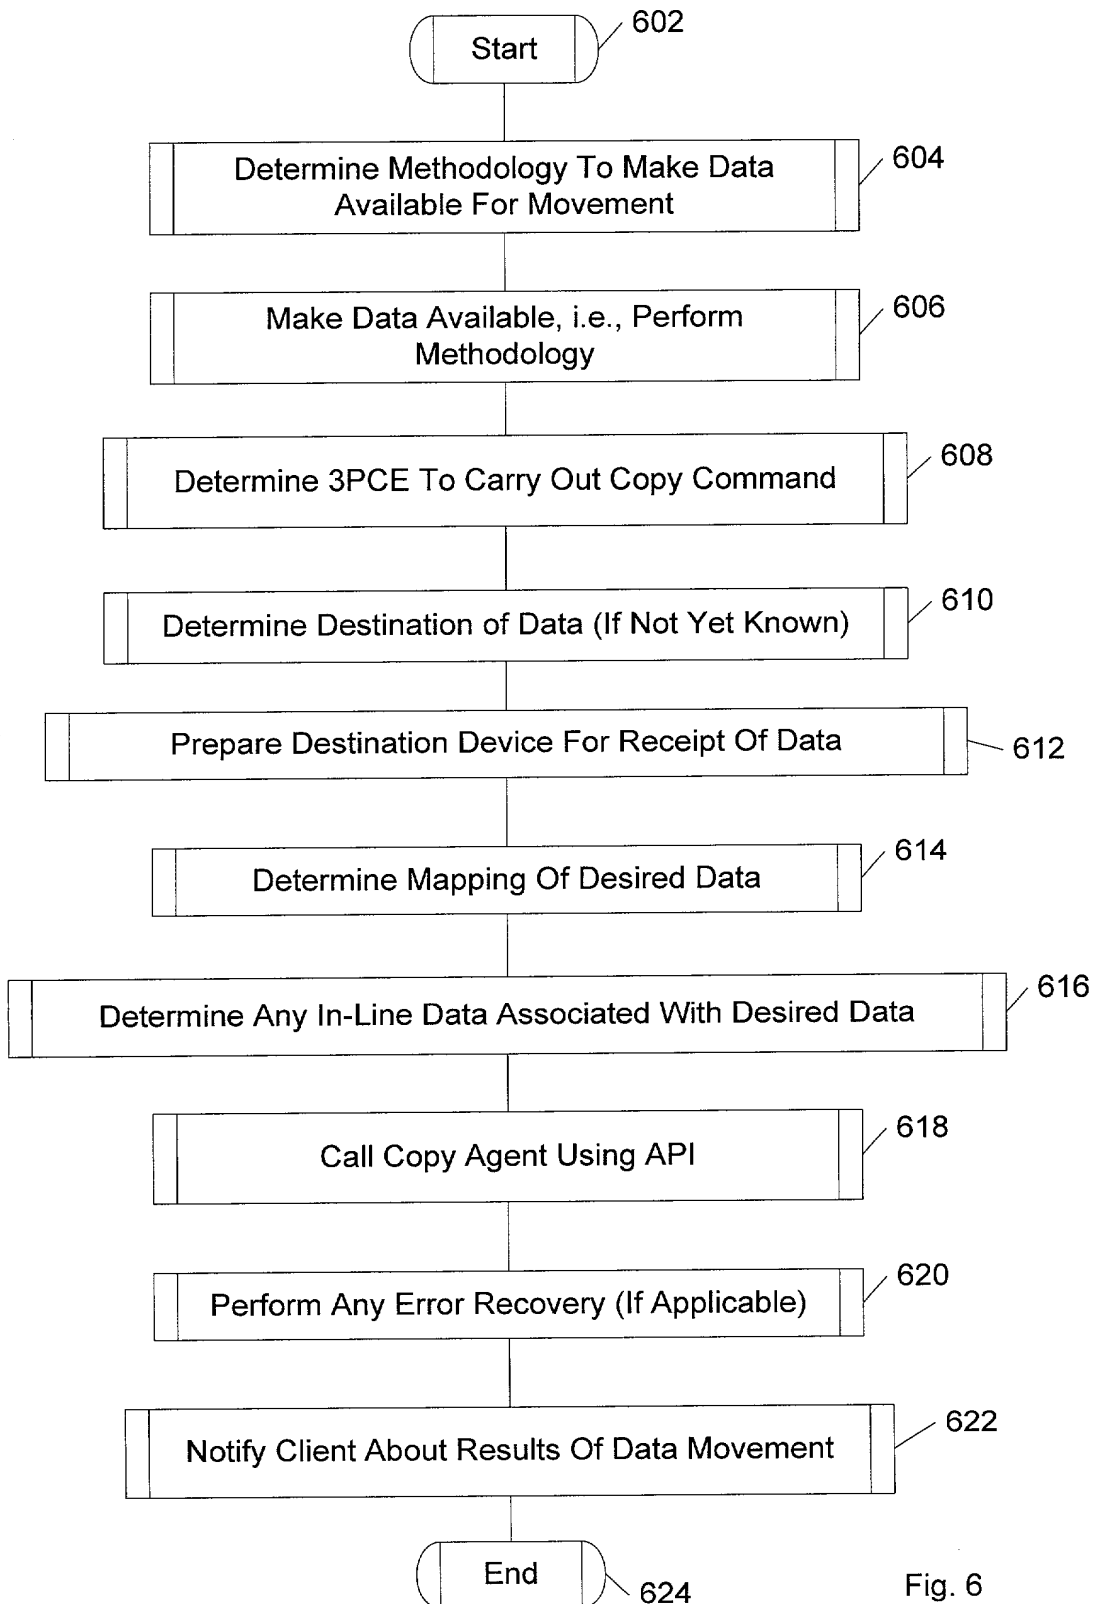 Start
602
Determine Methodology To Make Data
Available For Movement
604
Make Data Available, i.e., Perform
Methodology
606
Determine 3PCE To Carry Out Copy Command
608
Determine Destination of Data (If Not Yet Known)
610
Prepare Destination Device For Receipt Of Data
612
Determine Mapping Of Desired Data
614
Determine Any In-Line Data Associated With Desired Data
616
Call Copy Agent Using API
618
Perform Any Error Recovery (If Applicable)
620
Notify Client About Results Of Data Movement
622
End
624
Fig. 6